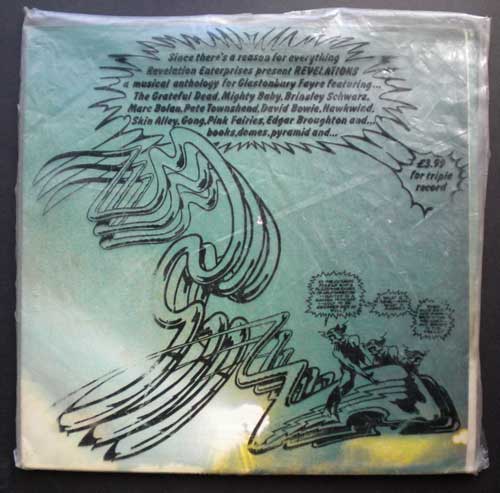 Since there's a reason for everything
Revelation Enterprises present REVELATIONS
a musical anthology for Glastonbury Fayre featuring...
The Grateful Dead, Mighty Baby, Brinsley Schwarz,
Marc Bolan, Pete Townshend, David Bowie, Hawkwind,
Skin Alley, Gong, Pink Fairies, Edgar Broughton and...
books, domes, pyramid and...
£3.99
for triple
record